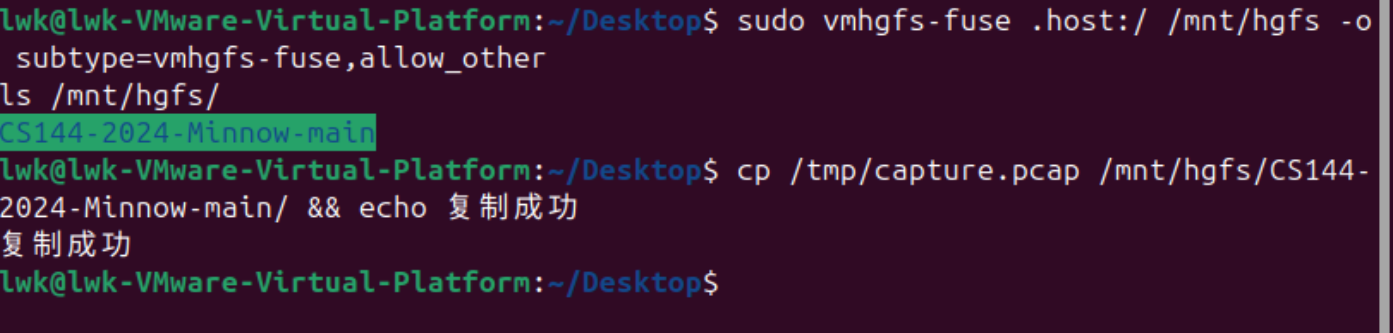 lwk@lwk-VMware-Virtual-Platform:~/Desktop$ sudo vmhgfs-fuse .host:/ /mnt/hgfs -o
 subtype=vmhgfs-fuse,allow_other
ls /mnt/hgfs/
CS144-2024-Minnow-main
lwk@lwk-VMware-Virtual-Platform:~/Desktop$ cp /tmp/capture.pcap /mnt/hgfs/CS144-
2024-Minnow-main/ && echo 复制成功
复制成功
lwk@lwk-VMware-Virtual-Platform:~/Desktop$